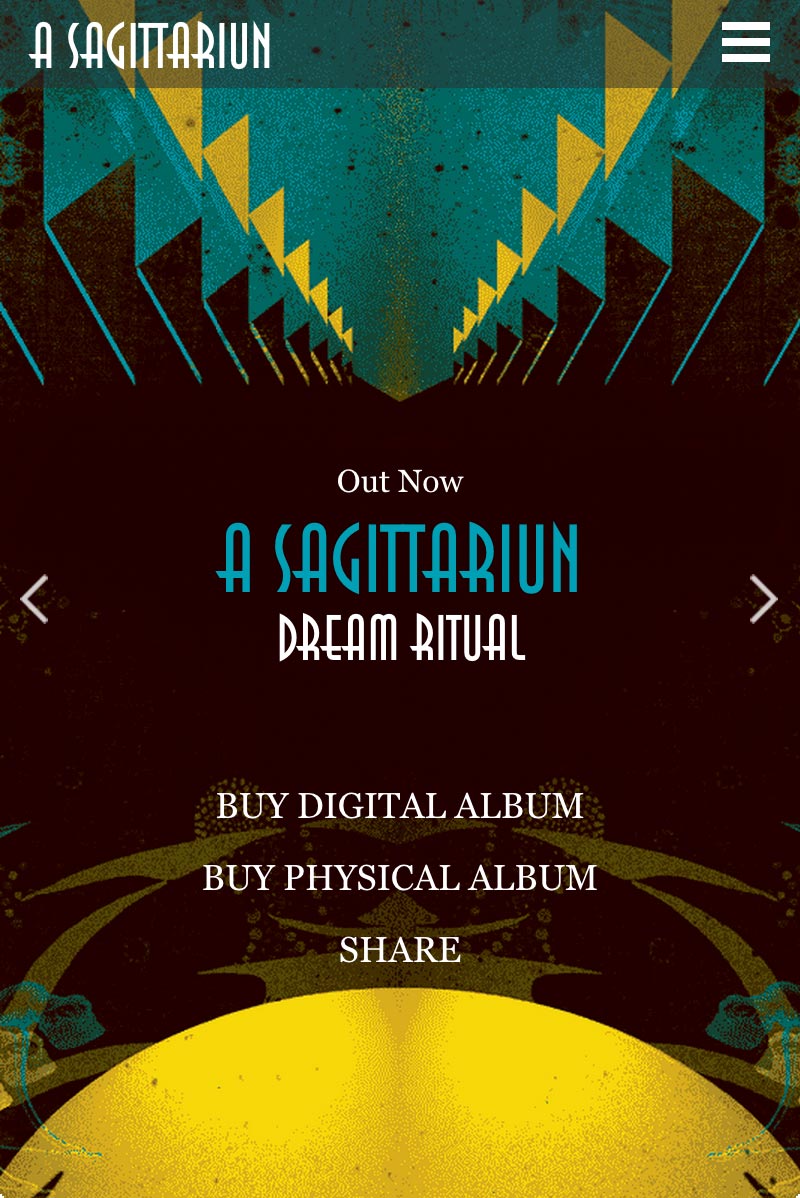 A SAGITTARIUN
Out Now
A SAGITTARIUN
DREAM RITUAL
BUY DIGITAL ALBUM
BUY PHYSICAL ALBUM
SHARE